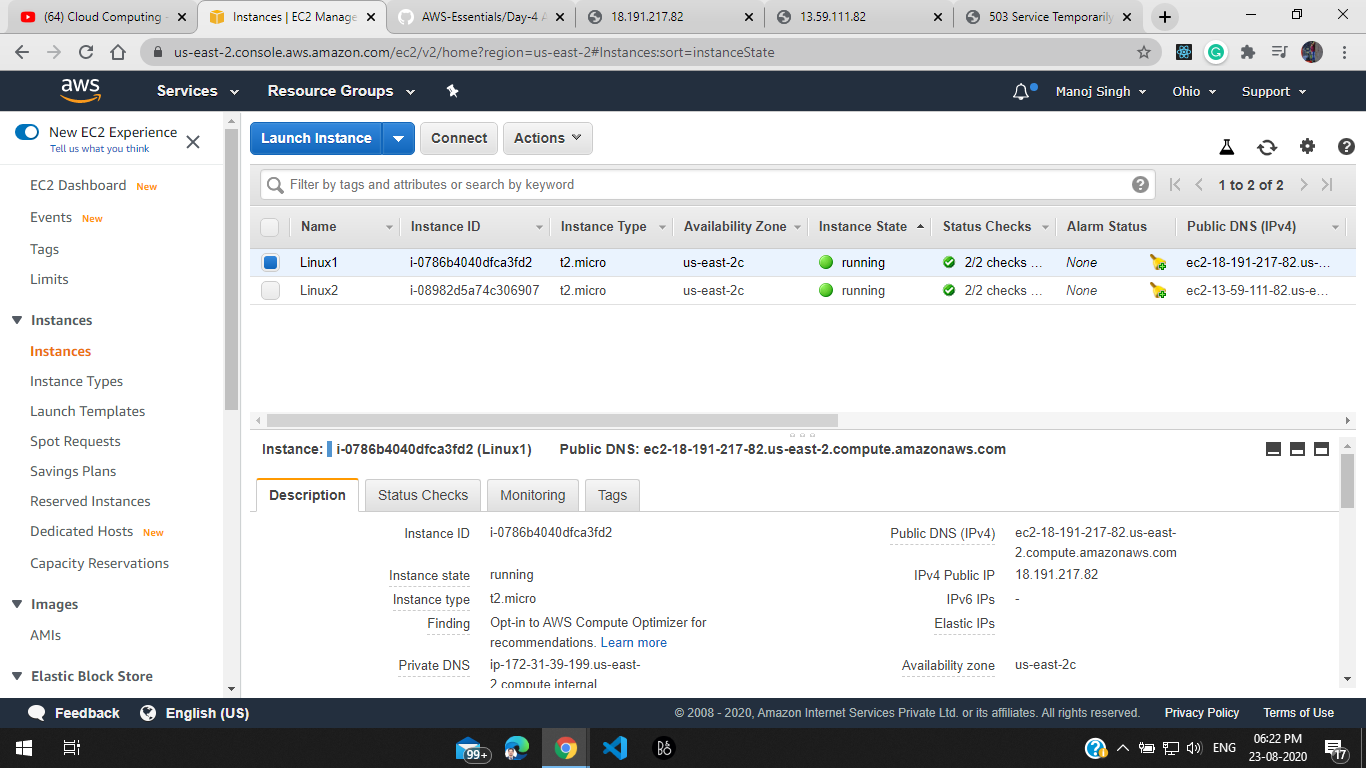 (64) Cloud Computing -
Instances | EC2 Manage
AWS-Essentials/Day-4 A
18.191.217.82
13.59.111.82
503 Service Temporarily
us-east-2.console.aws.amazon.com/ec2/v2/home?region=us-east-2#Instances:sort=instanceState
aws
Services
Resource Groups
Manoj Singh
Ohio
Support
New EC2 Experience
Tell us what you think
EC2 Dashboard New
Events New
Tags
Limits
Instances
Instances
Instance Types
Launch Templates
Spot Requests
Savings Plans
Reserved Instances
Dedicated Hosts New
Capacity Reservations
Images
AMIs
Elastic Block Store
Launch Instance
Connect
Actions
Filter by tags and attributes or search by keyword
1 to 2 of 2
Name Instance ID Instance Type Availability Zone Instance State Status Checks Alarm Status Public DNS (IPv4)
Linux1 i-0786b4040dfca3fd2 t2.micro us-east-2c running 2/2 checks ... None ec2-18-191-217-82.us-...
Linux2 i-08982d5a74c306907 t2.micro us-east-2c running 2/2 checks ... None ec2-13-59-111-82.us-e...
Instance: i-0786b4040dfca3fd2 (Linux1) Public DNS: ec2-18-191-217-82.us-east-2.compute.amazonaws.com
Description
Status Checks
Monitoring
Tags
Instance ID i-0786b4040dfca3fd2
Instance state running
Instance type t2.micro
Finding Opt-in to AWS Compute Optimizer for
recommendations. Learn more
Private DNS ip-172-31-39-199.us-east-
2.compute.internal
Public DNS (IPv4) ec2-18-191-217-82.us-east-
2.compute.amazonaws.com
IPv4 Public IP 18.191.217.82
IPv6 IPs -
Elastic IPs
Availability zone us-east-2c
Feedback
English (US)
© 2008 - 2020, Amazon Internet Services Private Ltd. or its affiliates. All rights reserved.
Privacy Policy
Terms of Use
99+
ENG
06:22 PM
23-08-2020
17